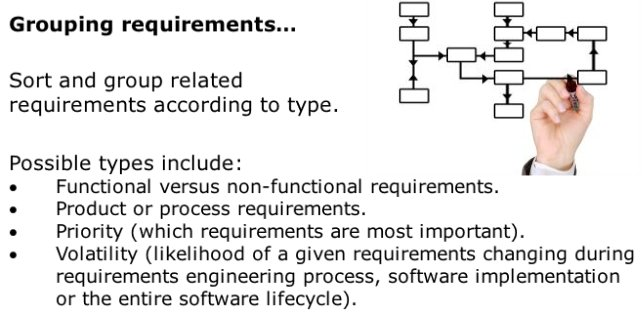 Grouping requirements...
Sort and group related
requirements according to type.
Possible types include:
• Functional versus non-functional requirements.
• Product or process requirements.
• Priority (which requirements are most important).
• Volatility (likelihood of a given requirements changing during
requirements engineering process, software implementation
or the entire software lifecycle).